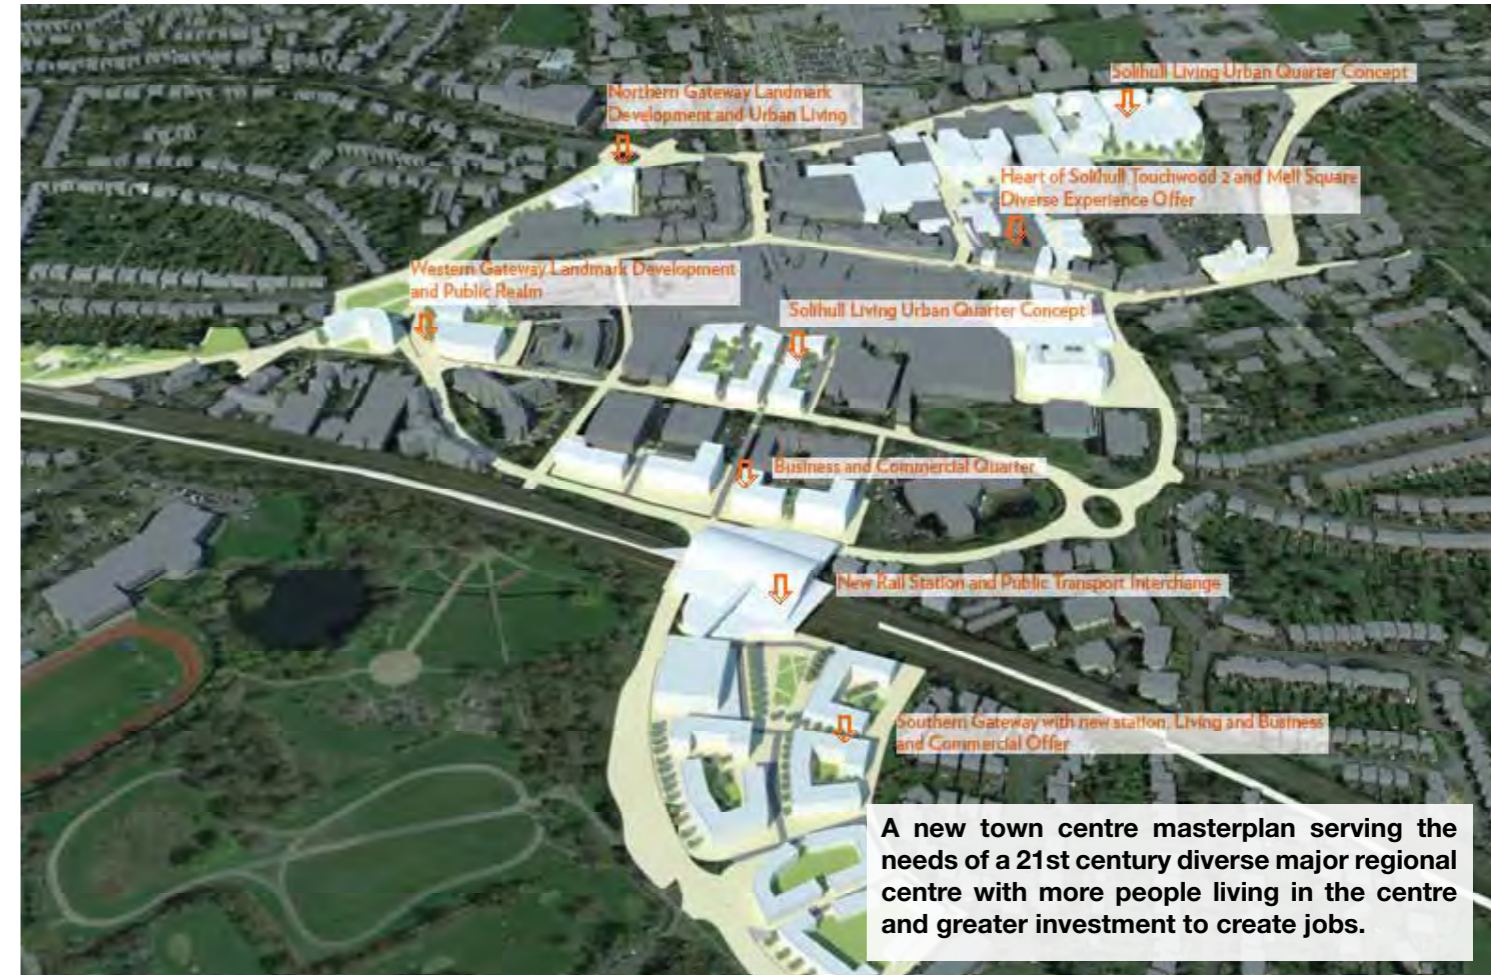 Solihull Living Urban Quarter Concept
Northern Gateway Landmark
Development and Urban Living
Heart of Solihull Touchwood 2 and Mell Square
Diverse Experience Offer
Western Gateway Landmark Development
and Public Realm
Solihull Living Urban Quarter Concept
Business and Commercial Quarter
New Rail Station and Public Transport Interchange
Southern Gateway with new station, Living and Business
and Commercial Offer
A new town centre masterplan serving the
needs of a 21st century diverse major regional
centre with more people living in the centre
and greater investment to create jobs.